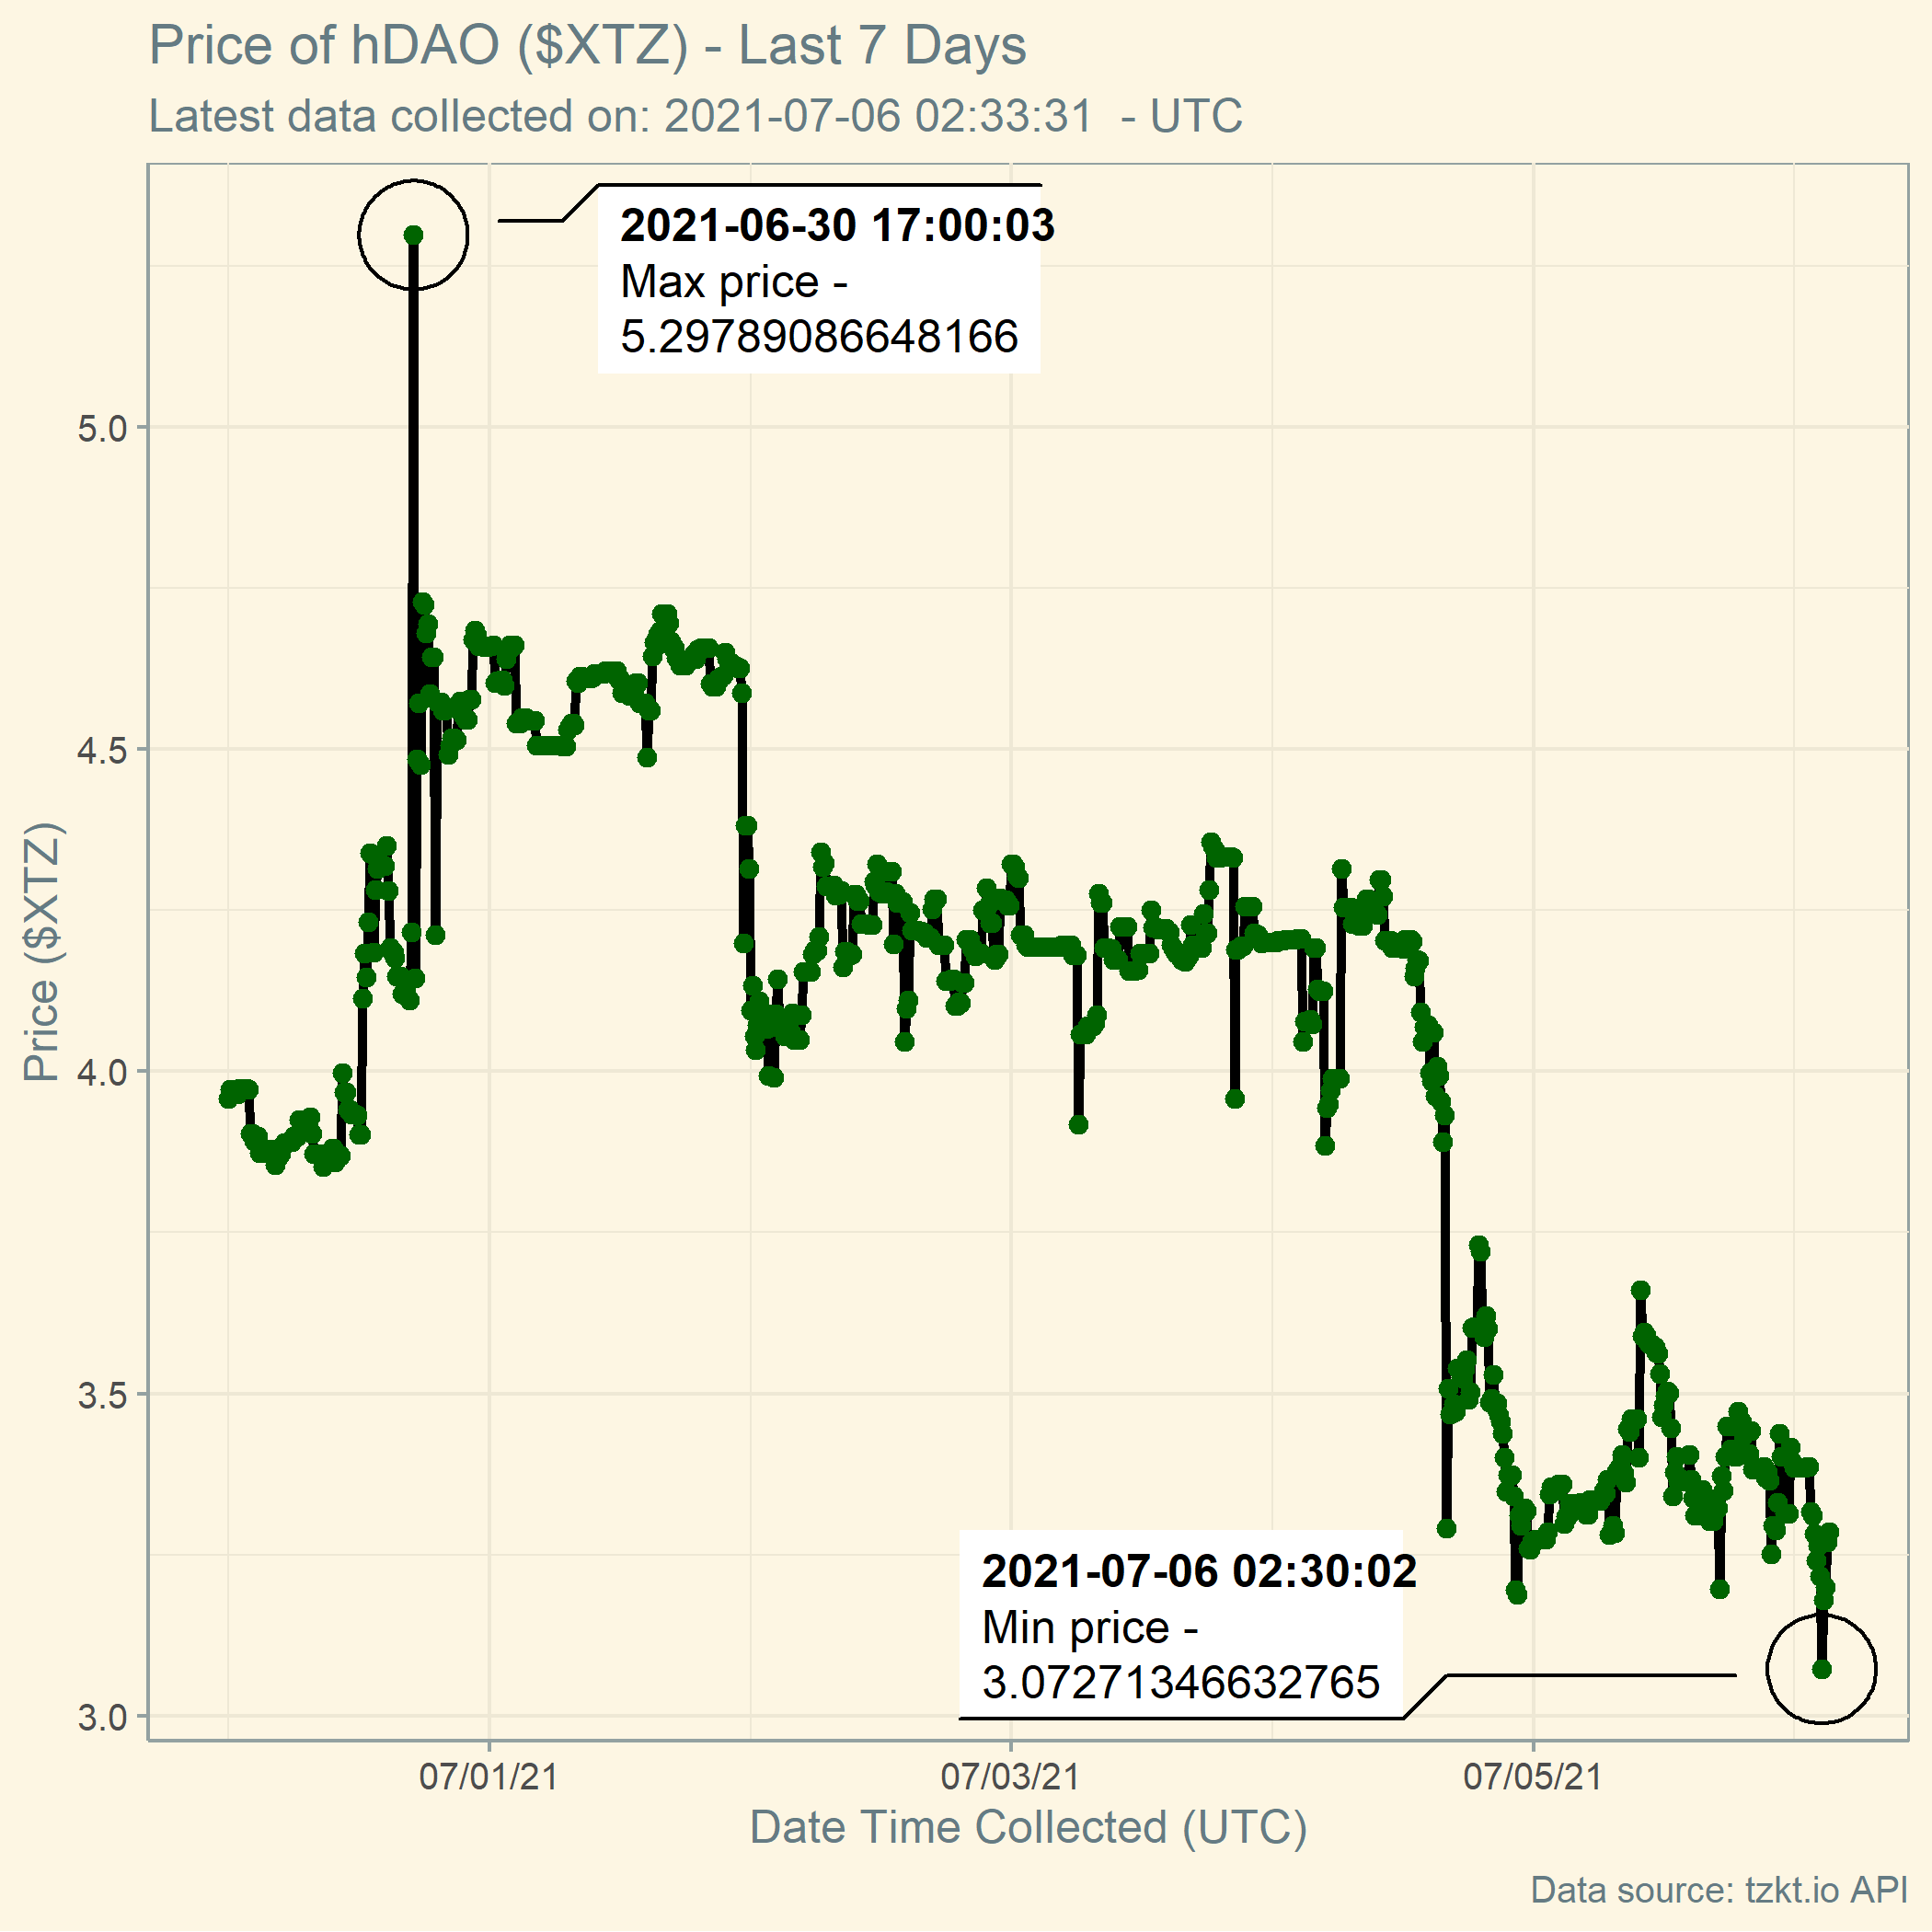 Price of hDAO ($XTZ) - Last 7 Days
Latest data collected on: 2021-07-06 02:33:31  - UTC
2021-06-30 17:00:03
Max price -
5.29789086648166
5.0
4.5
4.0
3.5
3.0
Price ($XTZ)
2021-07-06 02:30:02
Min price -
3.07271346632765
07/01/21
07/03/21
07/05/21
Date Time Collected (UTC)
Data source: tzkt.io API